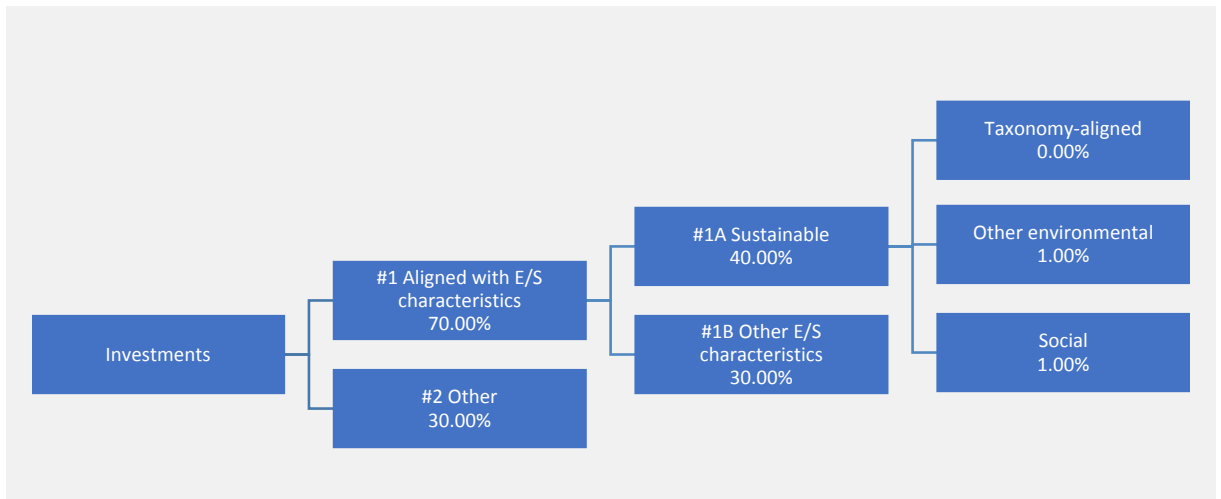 Investments
#1 Aligned with E/S
characteristics
70.00%
#2 Other
30.00%
#1A Sustainable
40.00%
#1B Other E/S
characteristics
30.00%
Taxonomy-aligned
0.00%
Other environmental
1.00%
Social
1.00%